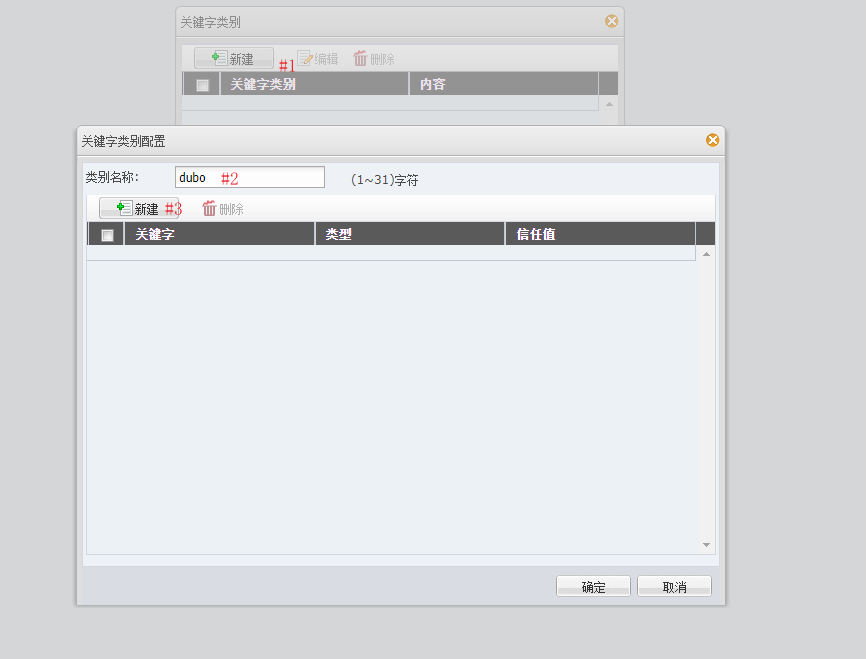 关键字类别
新建 #1 编辑 删除
关键字类别 内容
关键字类别配置
类别名称: dubo #2 (1~31)字符
新建 #3 删除
关键字 类型 信任值
确定 取消